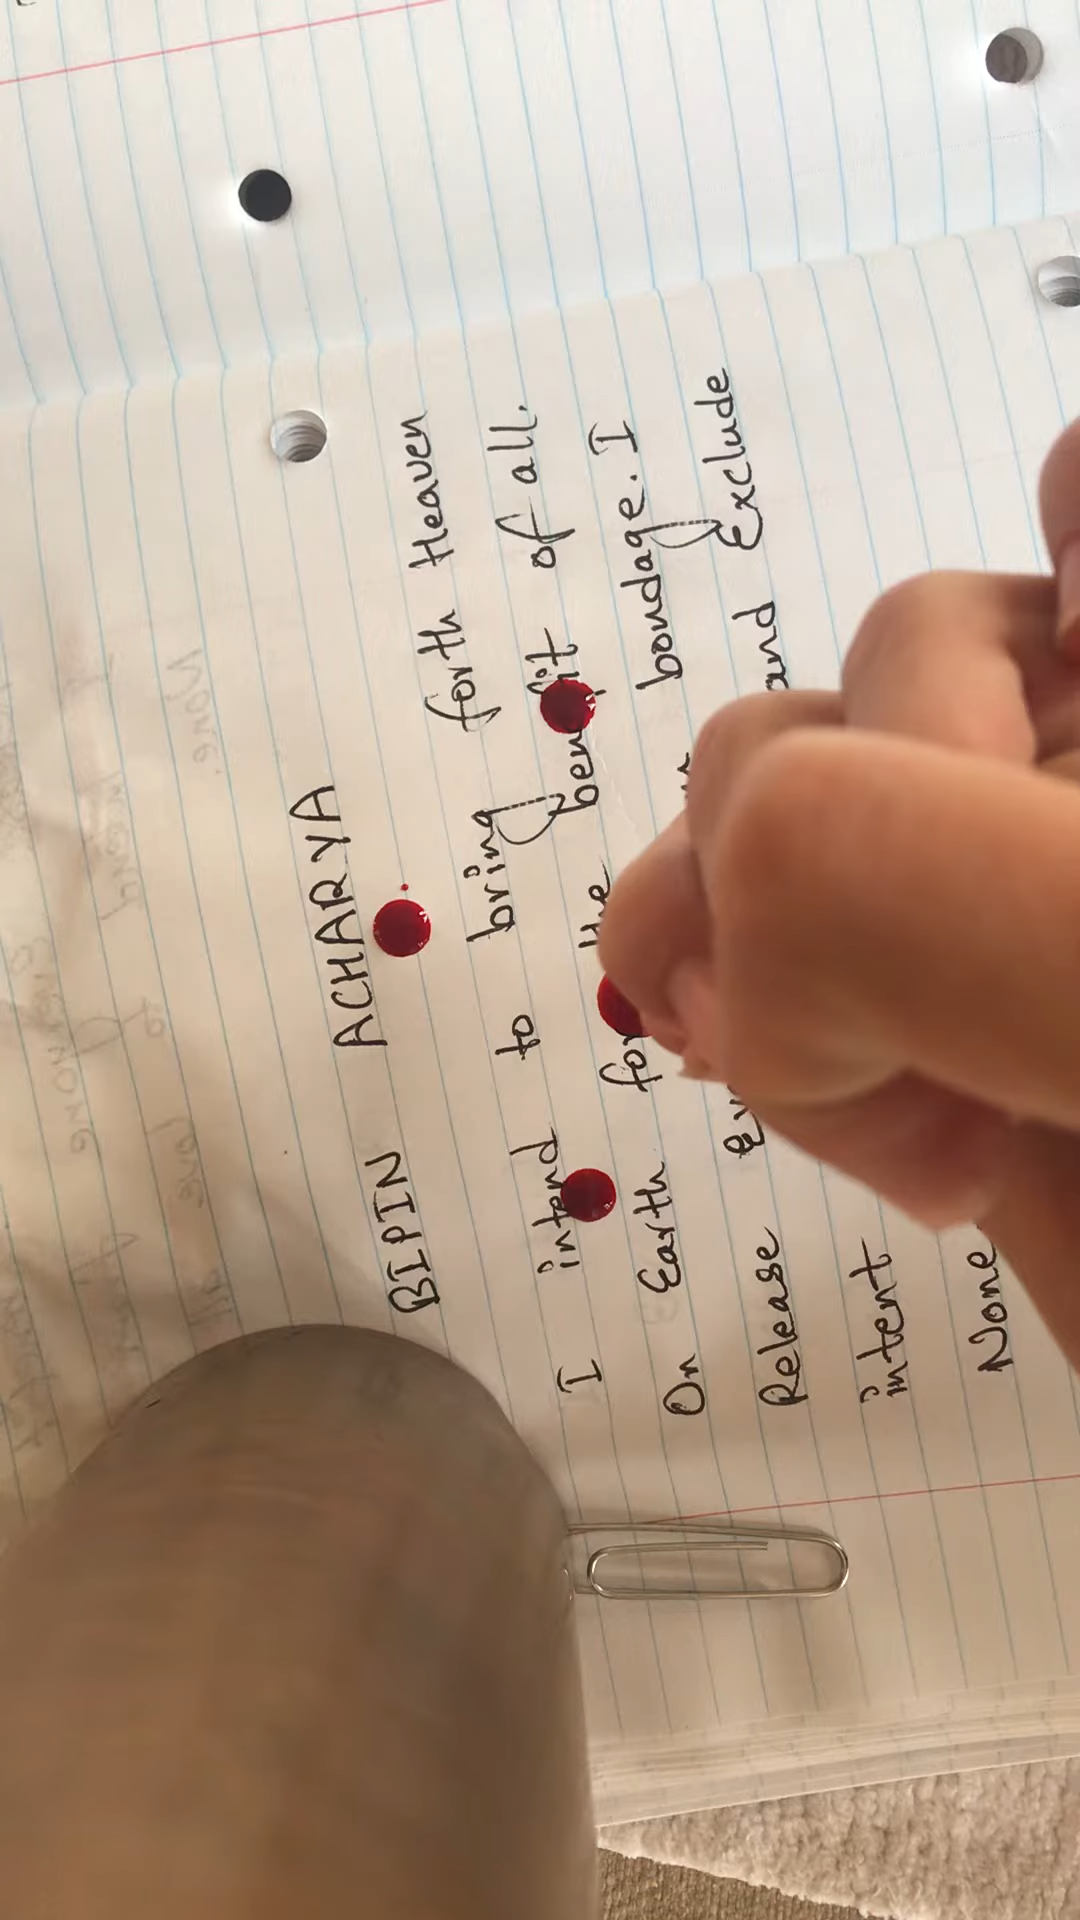 BIPIN ACHARYA
I intend to bring forth Heaven
On Earth for the benefit of all.
Release bondage. I
intent and Exclude
None